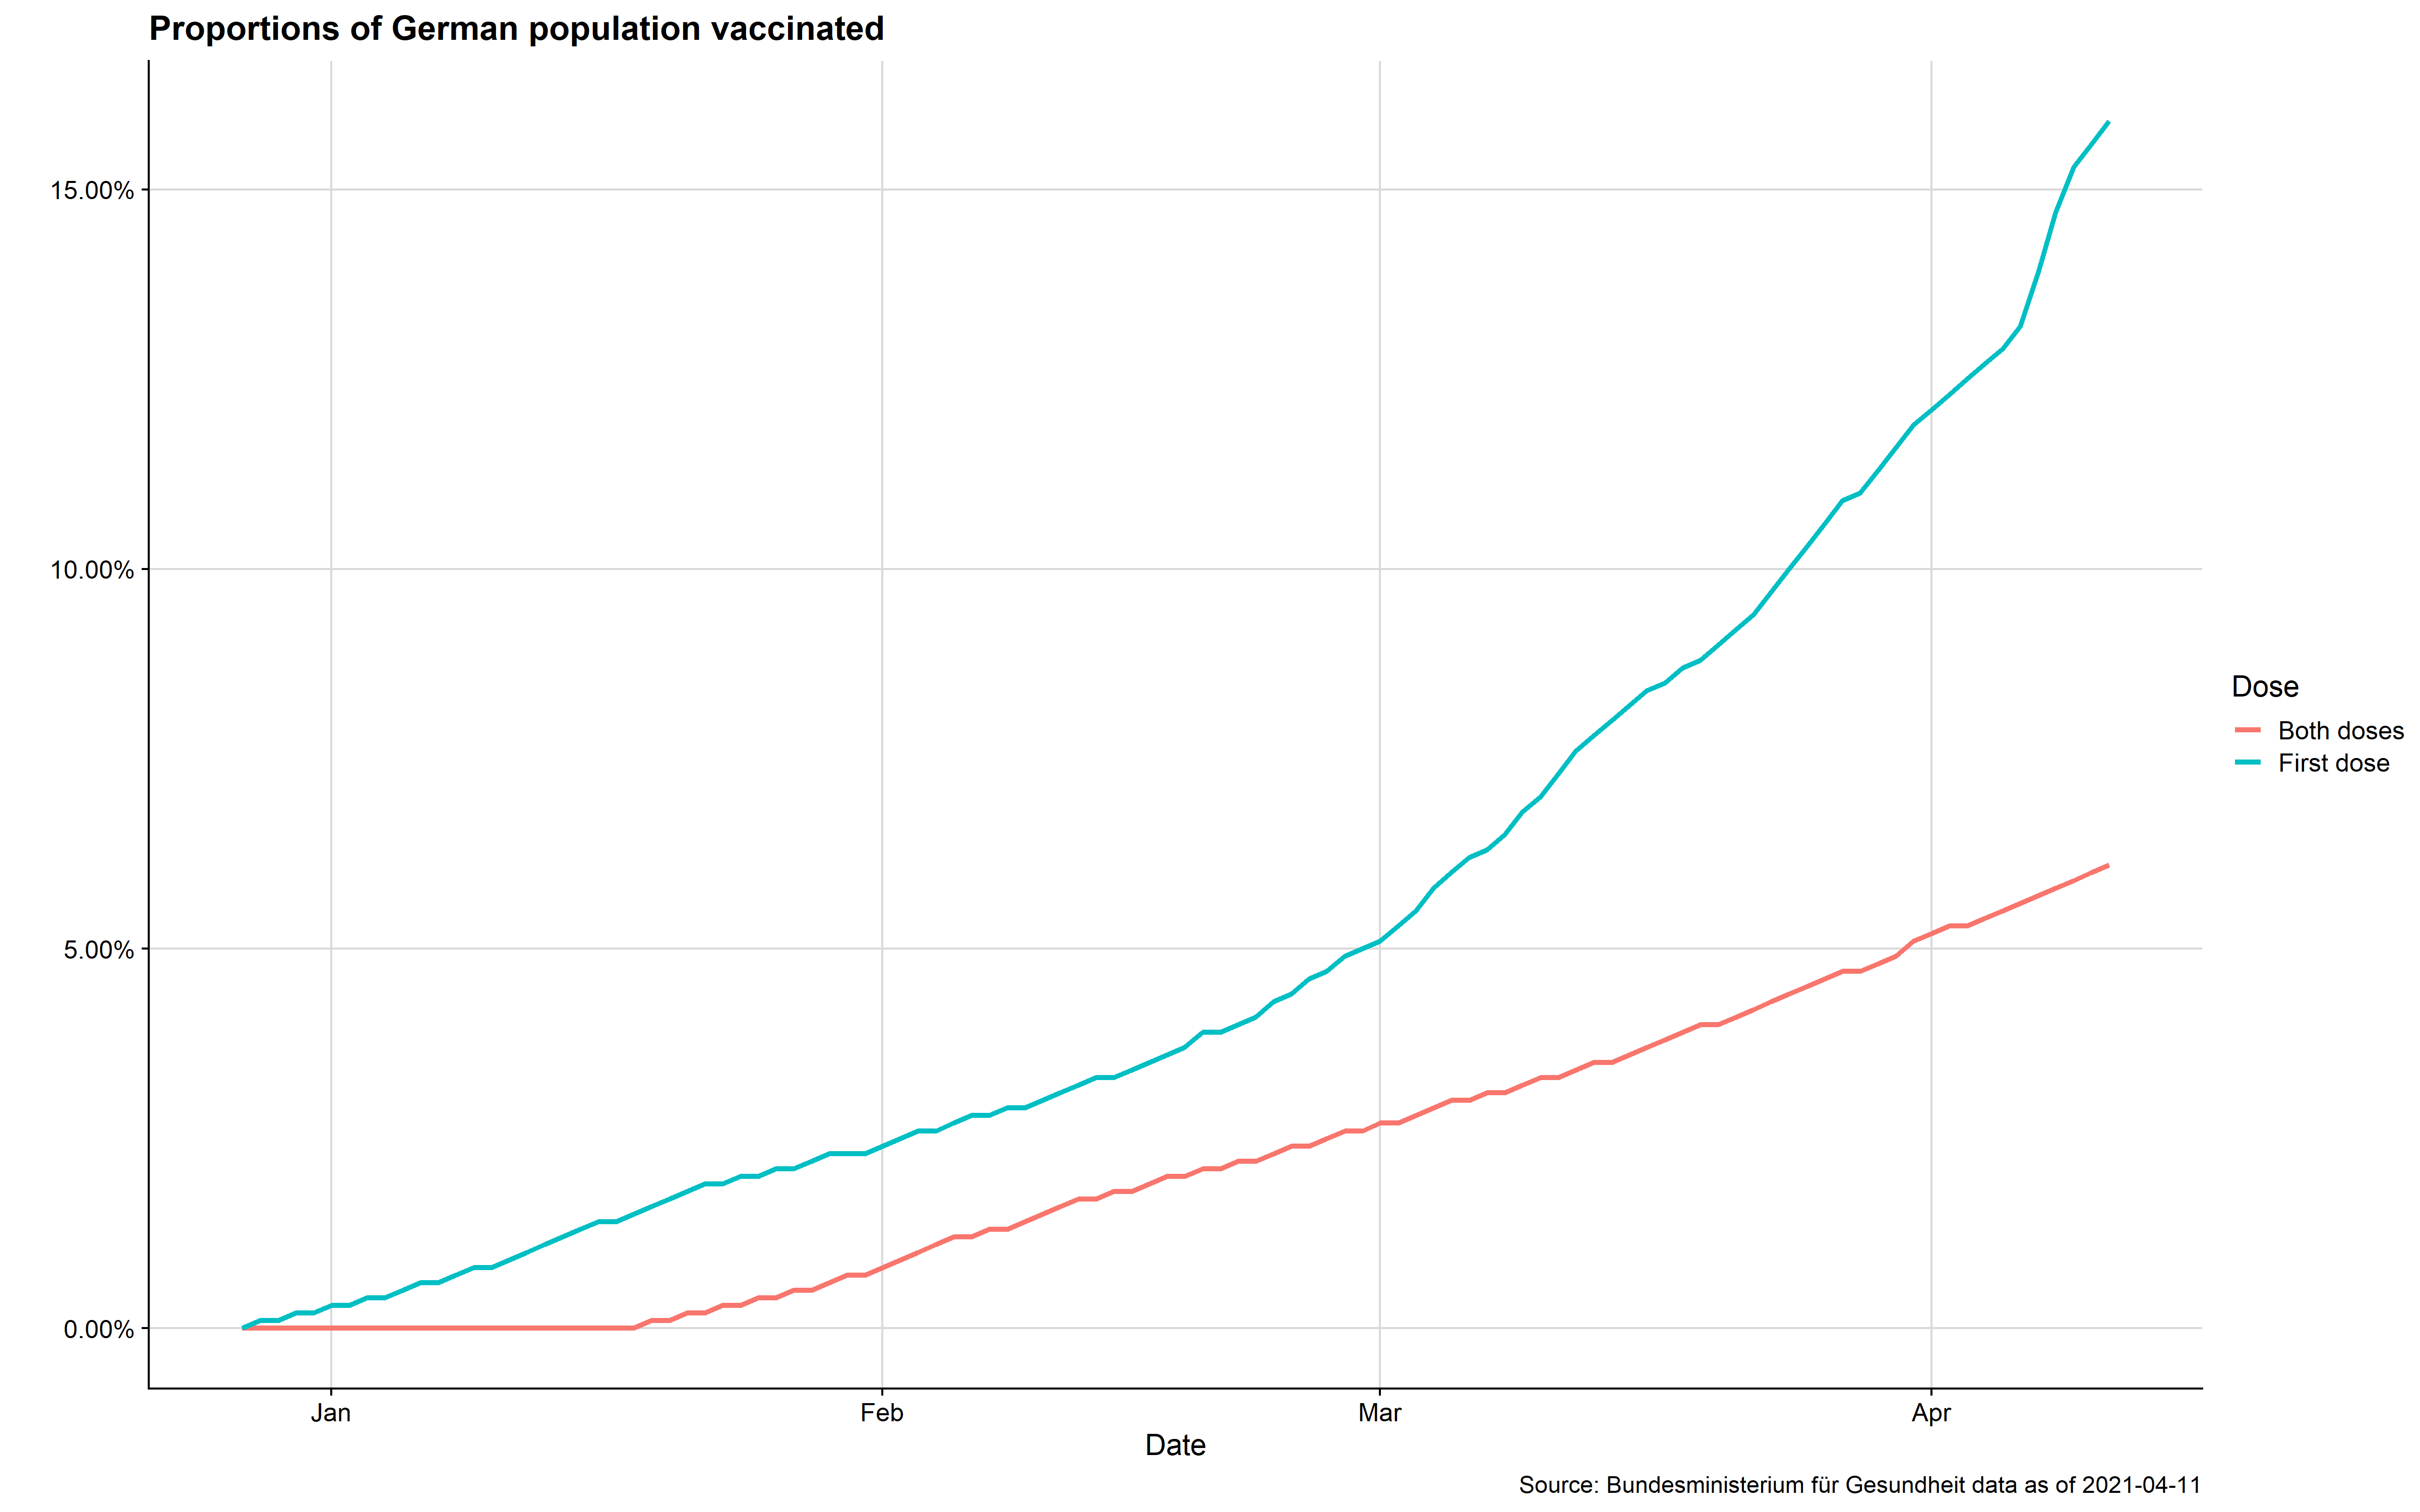 Proportions of German population vaccinated
15.00%
10.00%
5.00%
0.00%
Jan Feb Mar Apr
Date
Dose
Both doses
First dose
Source: Bundesministerium für Gesundheit data as of 2021-04-11